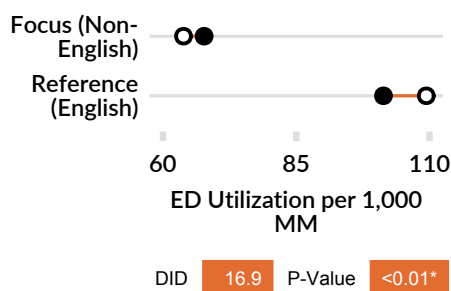 Focus (Non-
English)
Reference
(English)
60 85 110
ED Utilization per 1,000
MM
DID 16.9 P-Value <0.01*